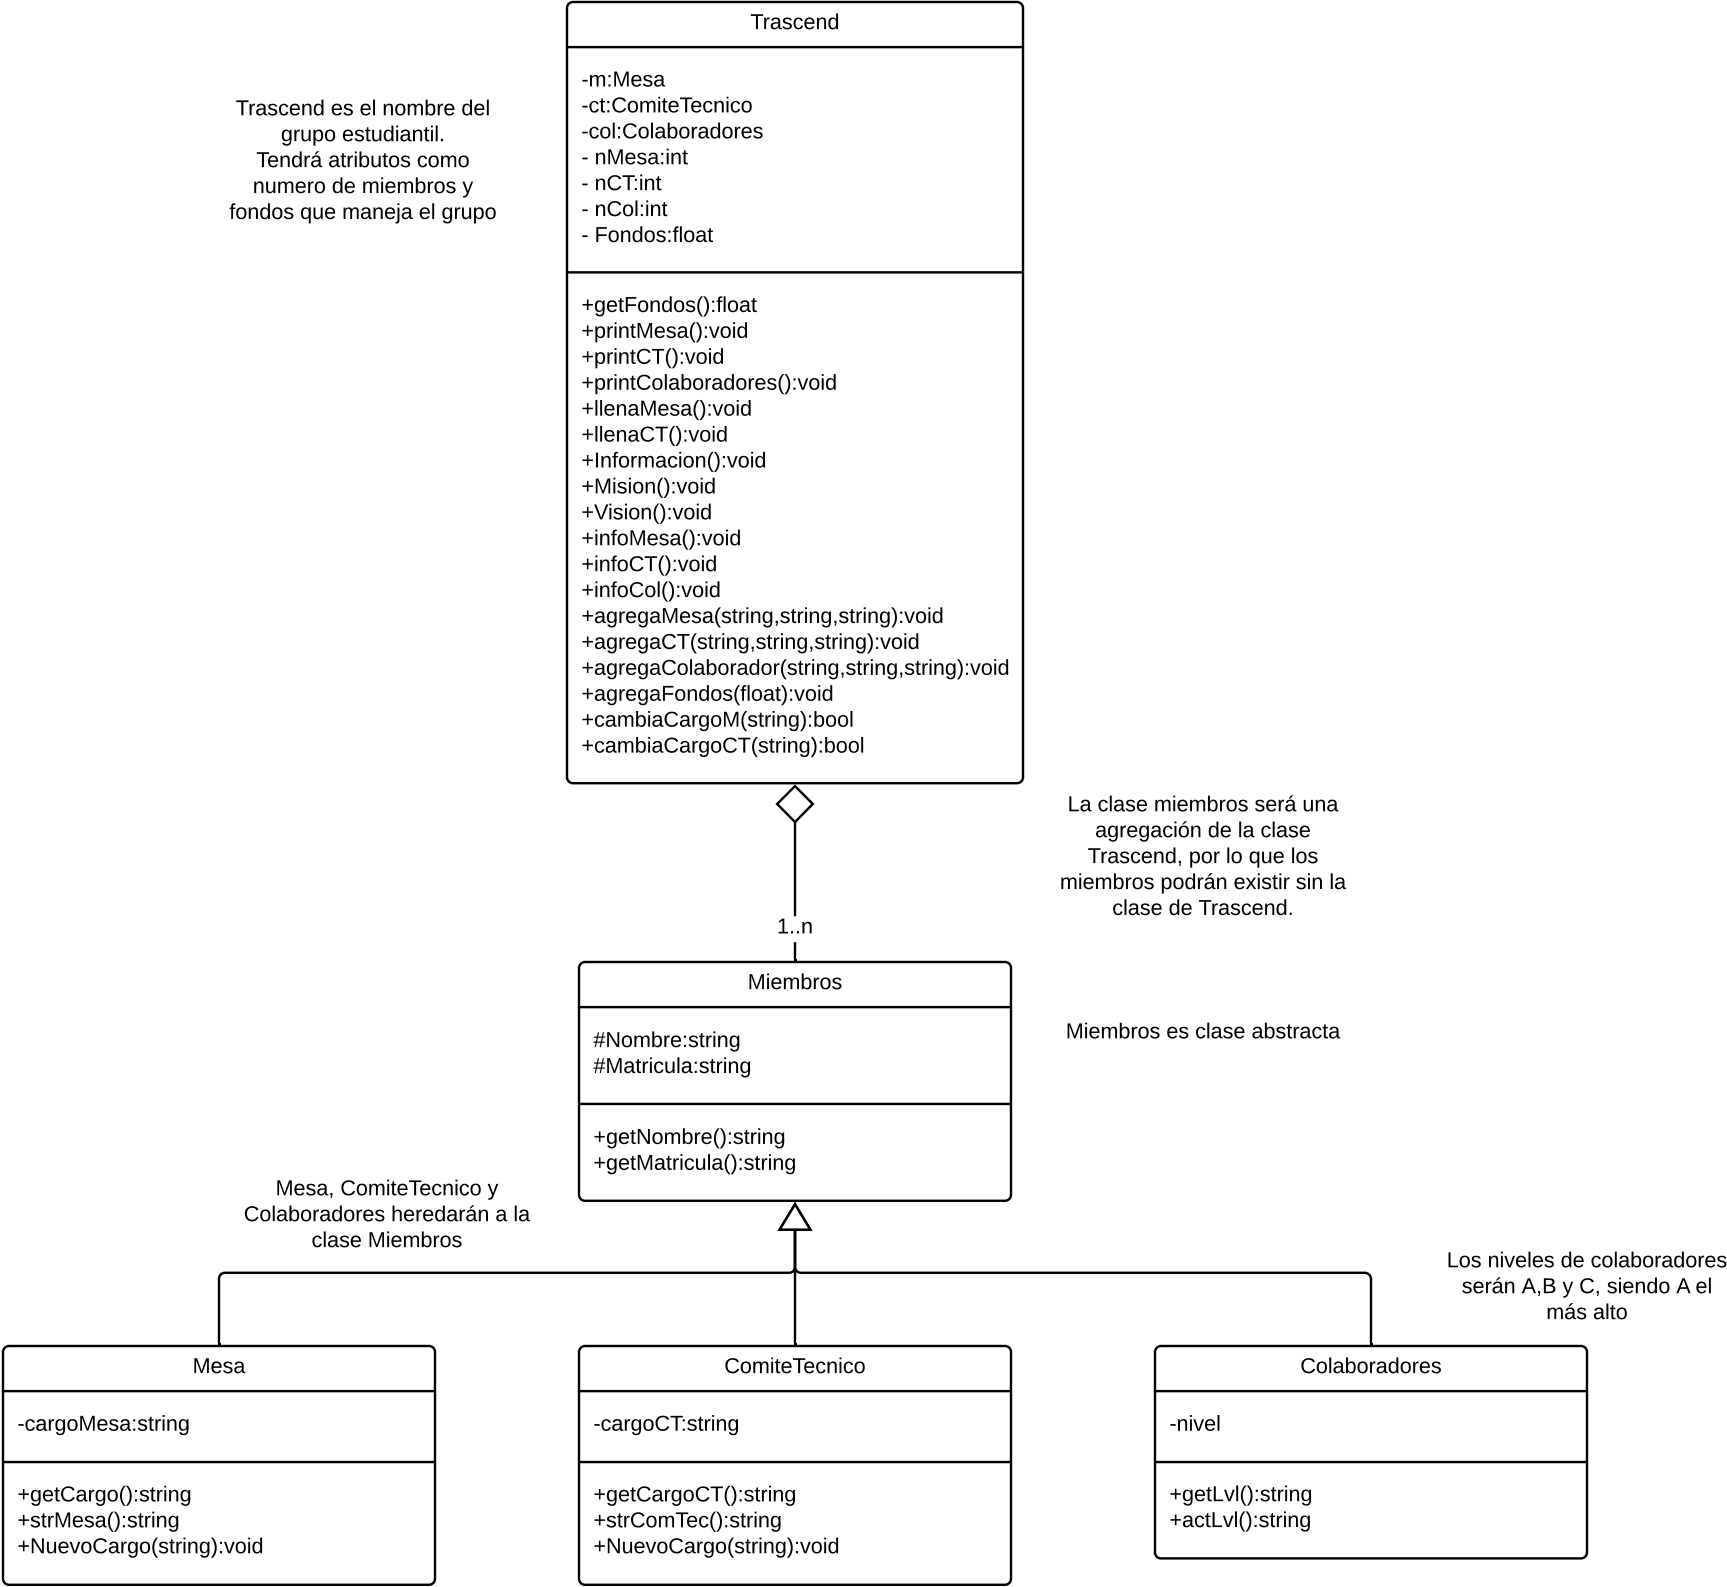 Trascend
-m:Mesa
-ct:ComiteTecnico
-col:Colaboradores
- nMesa:int
- nCT:int
- nCol:int
- Fondos:float
+getFondos():float
+printMesa():void
+printCT():void
+printColaboradores():void
+llenaMesa():void
+llenaCT():void
+Informacion():void
+Mision():void
+Vision():void
+infoMesa():void
+infoCT():void
+infoCol():void
+agregaMesa(string,string,string):void
+agregaCT(string,string,string):void
+agregaColaborador(string,string,string):void
+agregaFondos(float):void
+cambiaCargoM(string):bool
+cambiaCargoCT(string):bool
Trascend es el nombre del
grupo estudiantil.
Tendrá atributos como
numero de miembros y
fondos que maneja el grupo
La clase miembros será una
agregación de la clase
Trascend, por lo que los
miembros podrán existir sin la
clase de Trascend.
1..n
Miembros
#Nombre:string
#Matricula:string
+getNombre():string
+getMatricula():string
Miembros es clase abstracta
Mesa, ComiteTecnico y
Colaboradores heredarán a la
clase Miembros
Los niveles de colaboradores
serán A,B y C, siendo A el
más alto
Mesa
-cargoMesa:string
+getCargo():string
+strMesa():string
+NuevoCargo(string):void
ComiteTecnico
-cargoCT:string
+getCargoCT():string
+strComTec():string
+NuevoCargo(string):void
Colaboradores
-nivel
+getLvl():string
+actLvl():string